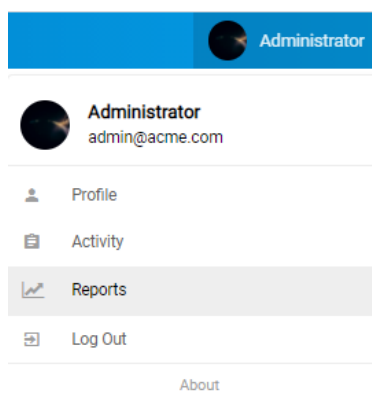 Administrator
Administrator
admin@acme.com
Profile
Activity
Reports
Log Out
About